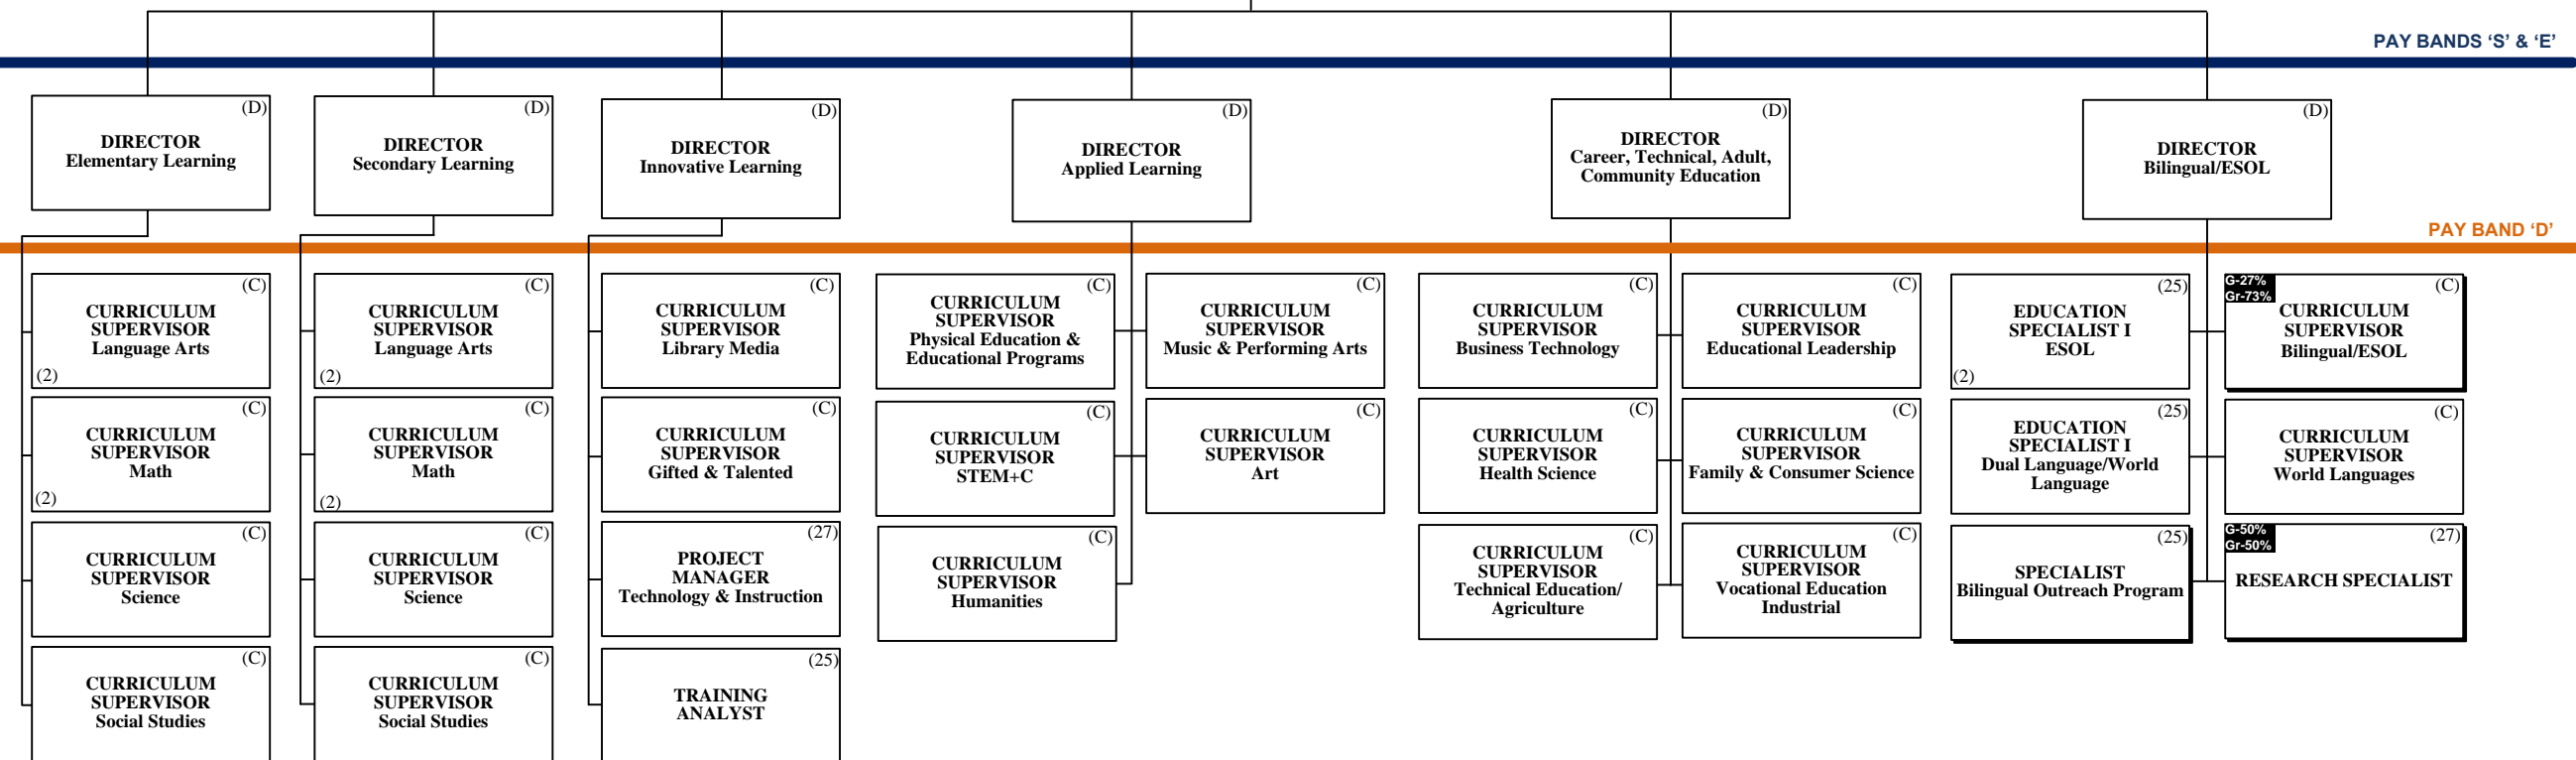 PAY BANDS ‘S’ & ‘E’
(D)
DIRECTOR
Elementary Learning
(D)
DIRECTOR
Secondary Learning
(D)
DIRECTOR
Innovative Learning
(D)
DIRECTOR
Applied Learning
(D)
DIRECTOR
Career, Technical, Adult,
Community Education
(D)
DIRECTOR
Bilingual/ESOL
PAY BAND ‘D’
(C)
CURRICULUM
SUPERVISOR
Language Arts
(2)
(C)
CURRICULUM
SUPERVISOR
Language Arts
(2)
(C)
CURRICULUM
SUPERVISOR
Library Media
(C)
CURRICULUM
SUPERVISOR
Physical Education &
Educational Programs
(C)
CURRICULUM
SUPERVISOR
Music & Performing Arts
(C)
CURRICULUM
SUPERVISOR
Business Technology
(C)
CURRICULUM
SUPERVISOR
Educational Leadership
(25)
EDUCATION
SPECIALIST I
ESOL
(2)
G-27%
Gr-73%
(C)
CURRICULUM
SUPERVISOR
Bilingual/ESOL
(C)
CURRICULUM
SUPERVISOR
Math
(2)
(C)
CURRICULUM
SUPERVISOR
Math
(2)
(C)
CURRICULUM
SUPERVISOR
Gifted & Talented
(C)
CURRICULUM
SUPERVISOR
STEM+C
(C)
CURRICULUM
SUPERVISOR
Art
(C)
CURRICULUM
SUPERVISOR
Health Science
(C)
CURRICULUM
SUPERVISOR
Family & Consumer Science
(25)
EDUCATION
SPECIALIST I
Dual Language/World
Language
(C)
CURRICULUM
SUPERVISOR
World Languages
(C)
CURRICULUM
SUPERVISOR
Science
(C)
CURRICULUM
SUPERVISOR
Science
(27)
PROJECT
MANAGER
Technology & Instruction
(C)
CURRICULUM
SUPERVISOR
Humanities
(C)
CURRICULUM
SUPERVISOR
Technical Education/
Agriculture
(C)
CURRICULUM
SUPERVISOR
Vocational Education
Industrial
(25)
SPECIALIST
Bilingual Outreach Program
G-50%
Gr-50%
(27)
RESEARCH SPECIALIST
(C)
CURRICULUM
SUPERVISOR
Social Studies
(C)
CURRICULUM
SUPERVISOR
Social Studies
(25)
TRAINING
ANALYST